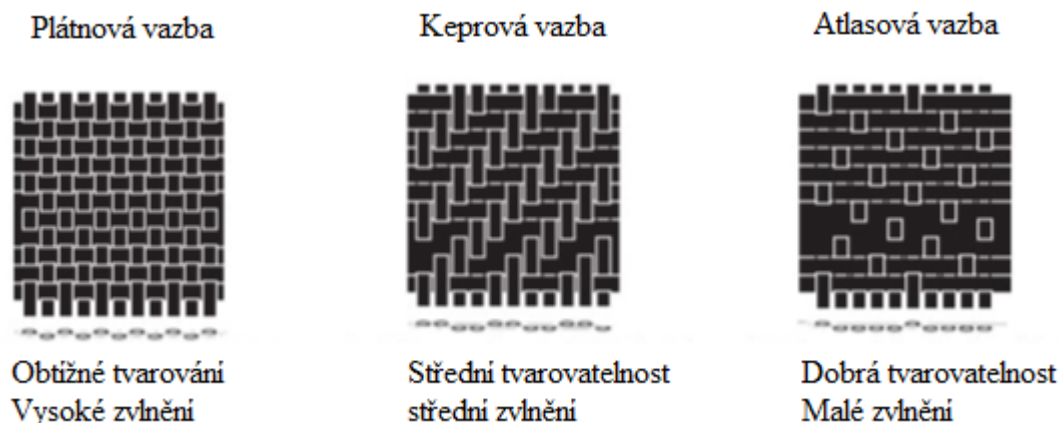 Plátnová vazba
Keprová vazba
Atlasová vazba
Obtížné tvarování
Vysoké zvlnění
Střední tvarovatelnost
střední zvlnění
Dobrá tvarovatelnost
Malé zvlnění